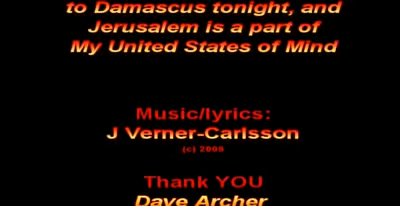 to Damascus tonight, and
Jerusalem is a part of
My United States of Mind
Music/lyrics:
J Verner-Carlsson
(c) 2008
Thank YOU
Dave Archer